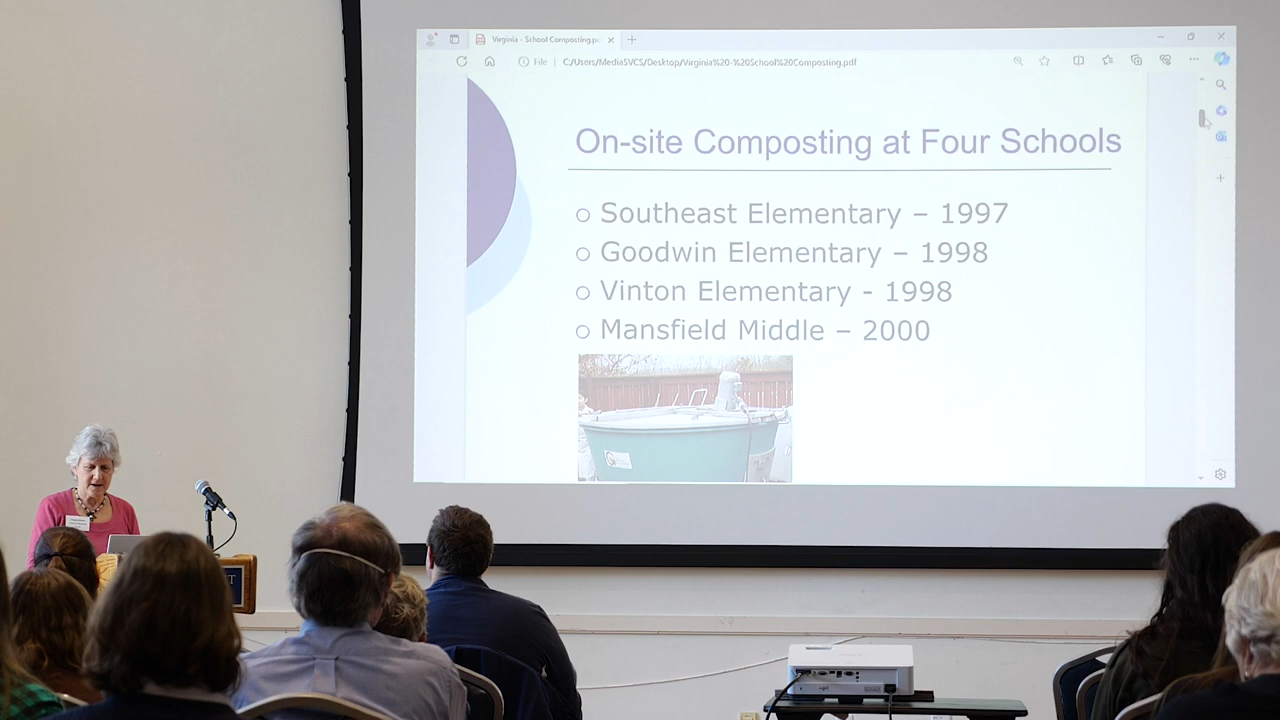 Virginia - School Composting.p
File | C:/Users/MediaSVCS/Desktop/Virginia%20-%20School%20Composting.pdf
On-site Composting at Four Schools
Southeast Elementary – 1997
Goodwin Elementary – 1998
Vinton Elementary - 1998
Mansfield Middle – 2000